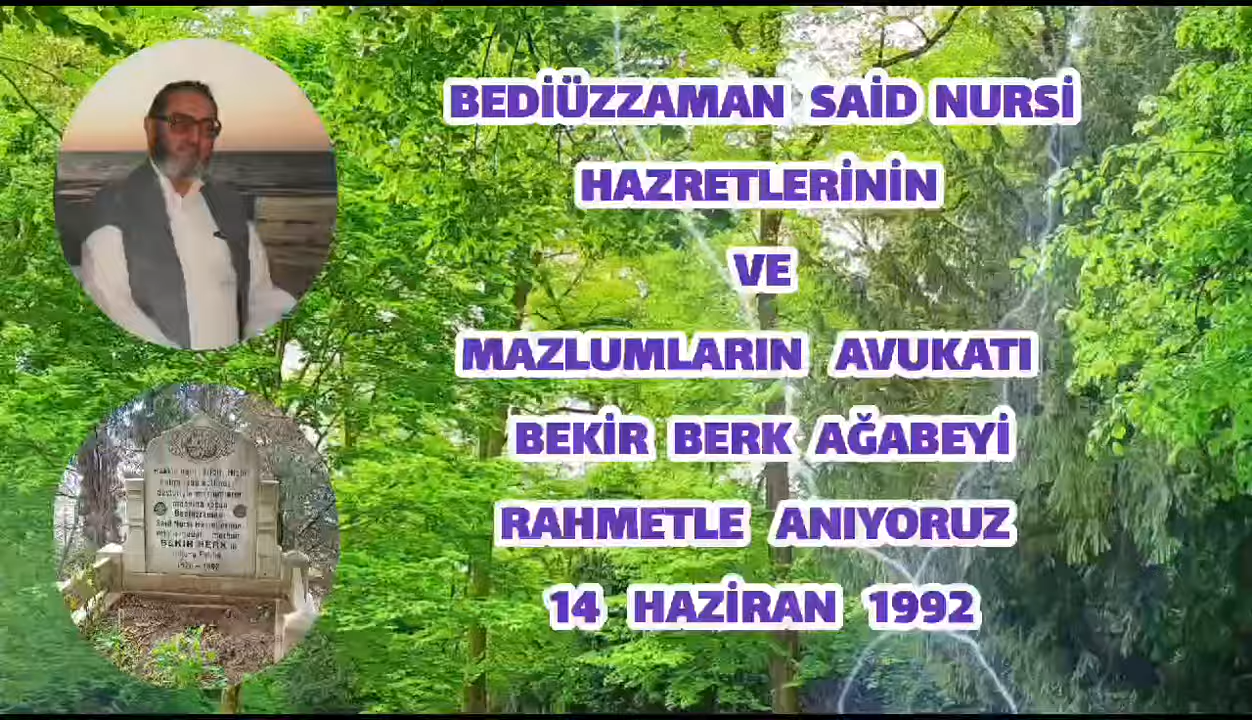 BEDİÜZZAMAN SAİD NURSİ
HAZRETLERİNİN
VE
MAZLUMLARIN AVUKATI
BEKİR BERK AĞABEYİ
RAHMETLE ANIYORUZ
14 HAZİRAN 1992
BEKİR BERK